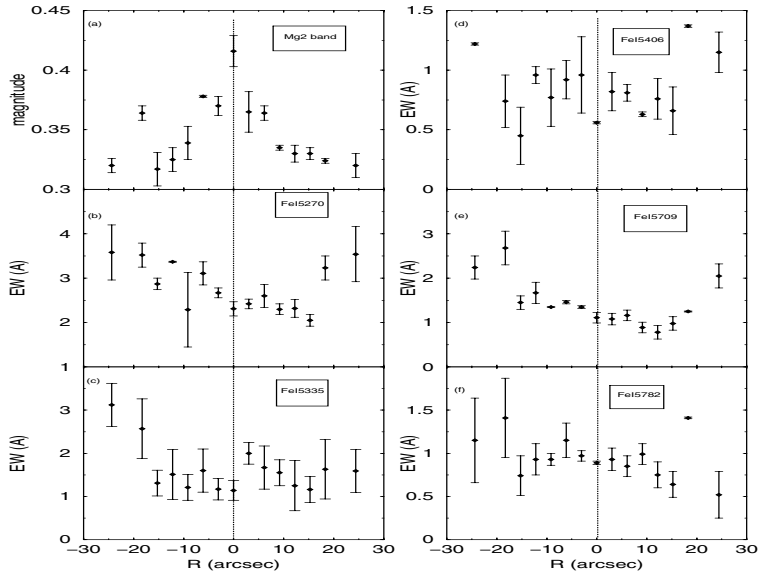 0.45
(a)
Mg2 band
0.4
0.35
0.3
magnitude
(b)
FeI5270
4
3
2
1
EW (A)
(c)
FeI5335
3
2
1
0
EW (A)
−30 −20 −10 0 10 20 30
R (arcsec)
1.5
(d)
FeI5406
1
0.5
0
EW (A)
(e)
FeI5709
3
2
1
0
EW (A)
(f)
FeI5782
1.5
1
0.5
0
EW (A)
−30 −20 −10 0 10 20 30
R (arcsec)